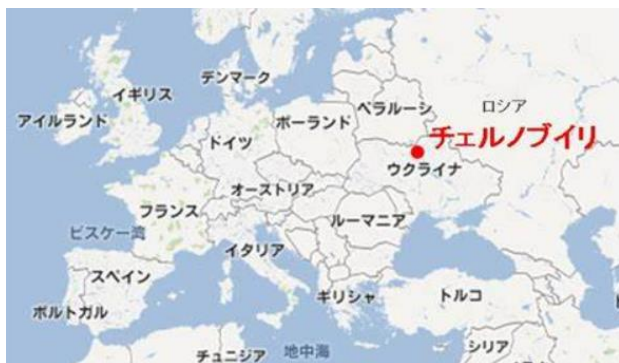 デンマーク
イギリス
アイルランド
ベラルーシ
ロシア
ポーランド
ドイツ
チェルノブイリ
ウクライナ
オーストリア
フランス
ルーマニア
ビスケー湾
イタリア
スペイン
ギリシャ
トルコ
ポルトガル
シリア
チュニジア
地中海